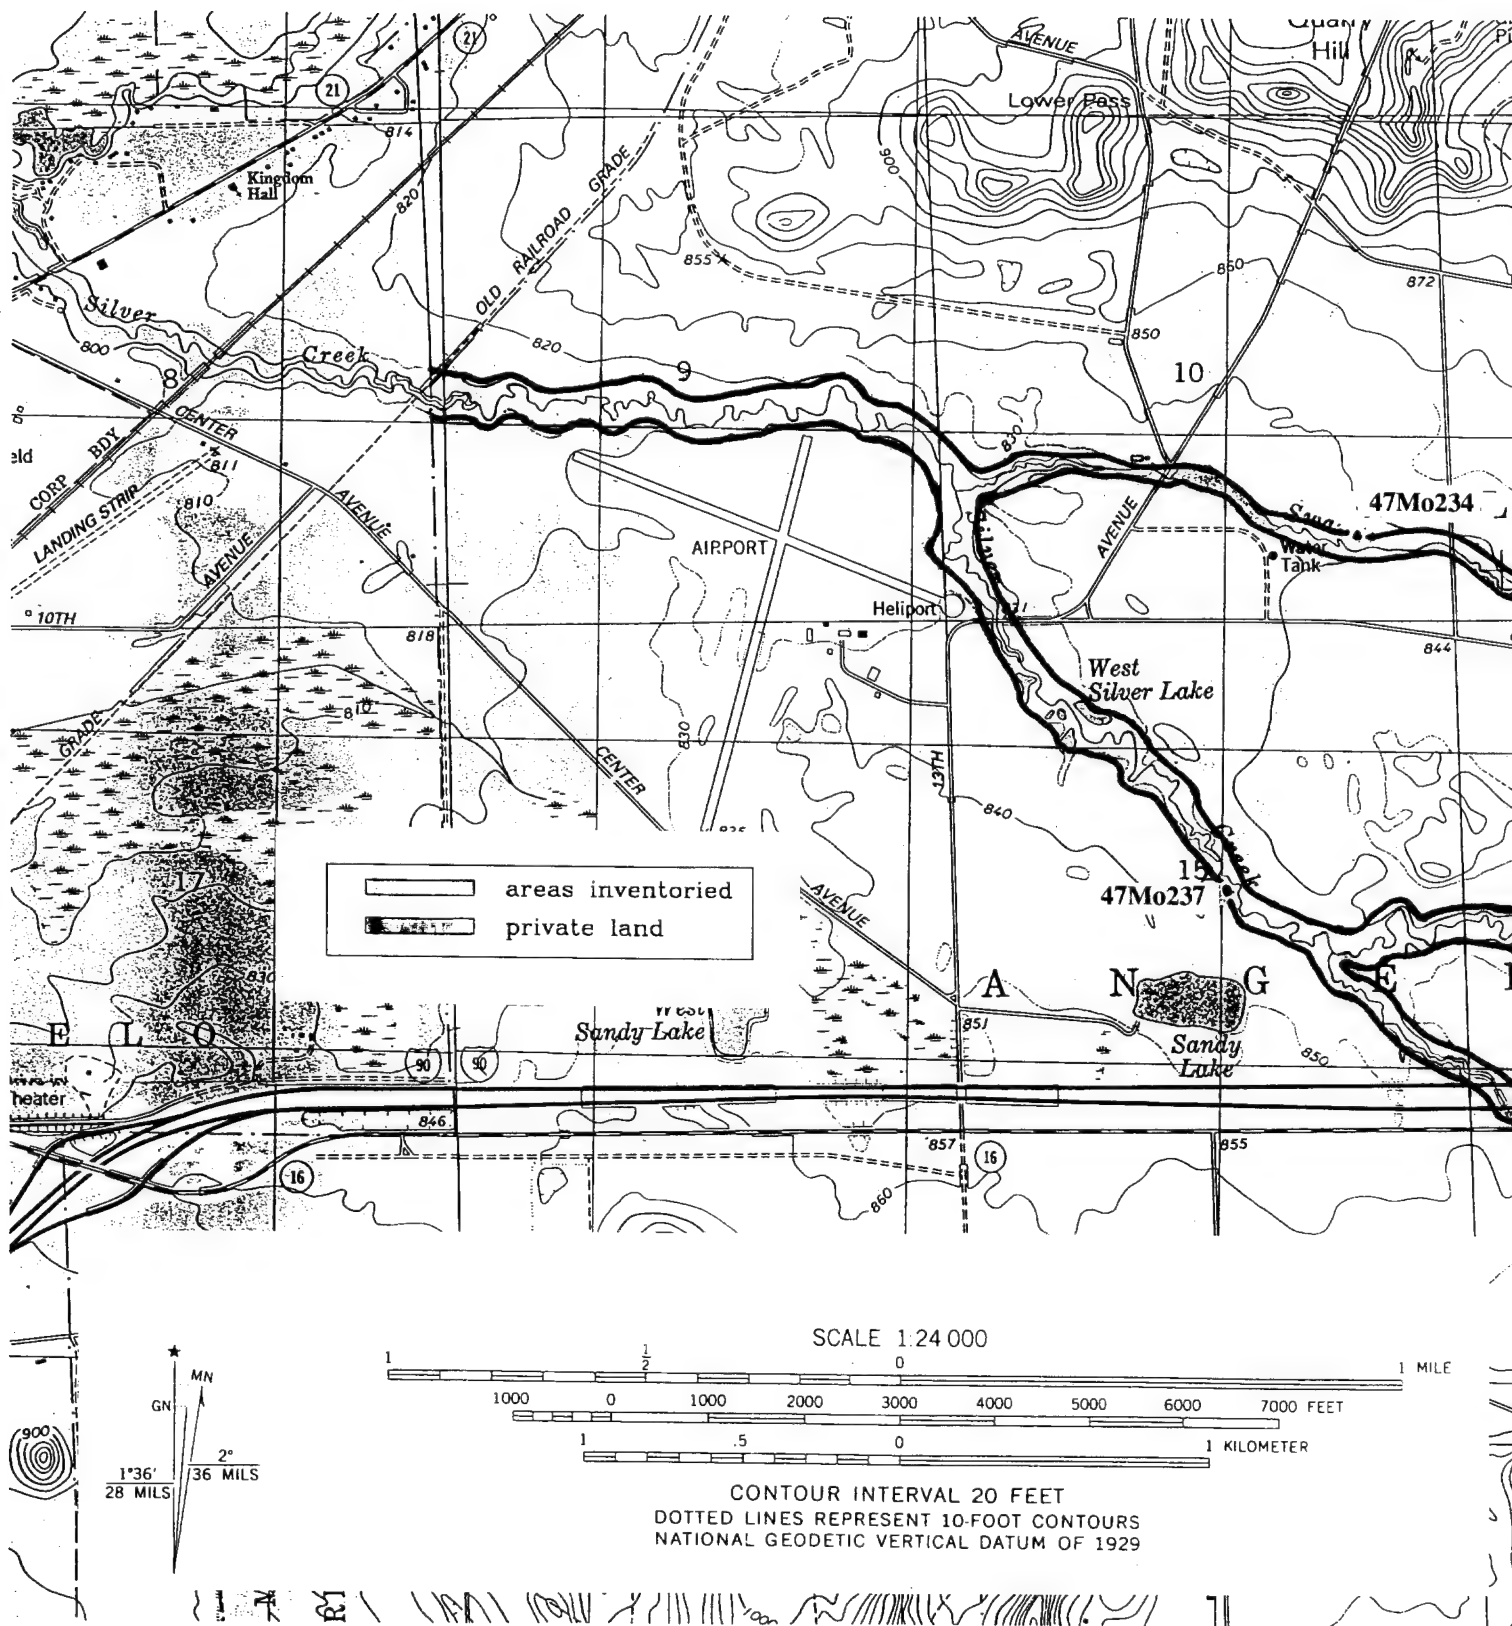 Quarry
Hill
AVENUE
21
21
Lower Pass
814
Kingdom
Hall
900
820
OLD RAILROAD GRADE
855
860
872
Silver
800
Creek
820
850
8
9
10
CENTER
CORP BDY
eld
811
LANDING STRIP
810
AVENUE
AVENUE
830
47Mo234
AIRPORT
AVENUE
Water
Tank
Silver
Heliport
10TH
818
844
West
Silver Lake
GRADE
810
830
CENTER
13TH
840
17
areas inventoried
private land
AVENUE
15
Creek
47Mo237
830
A N G E
E L O
West
Sandy Lake
851
Sandy
Lake
850
90
90
heater
846
857
16
855
16
860
SCALE 1:24 000
1 1/2 0 1 MILE
1000 0 1000 2000 3000 4000 5000 6000 7000 FEET
1 .5 0 1 KILOMETER
MN
GN
1°36'
28 MILS
2°
36 MILS
900
CONTOUR INTERVAL 20 FEET
DOTTED LINES REPRESENT 10-FOOT CONTOURS
NATIONAL GEODETIC VERTICAL DATUM OF 1929